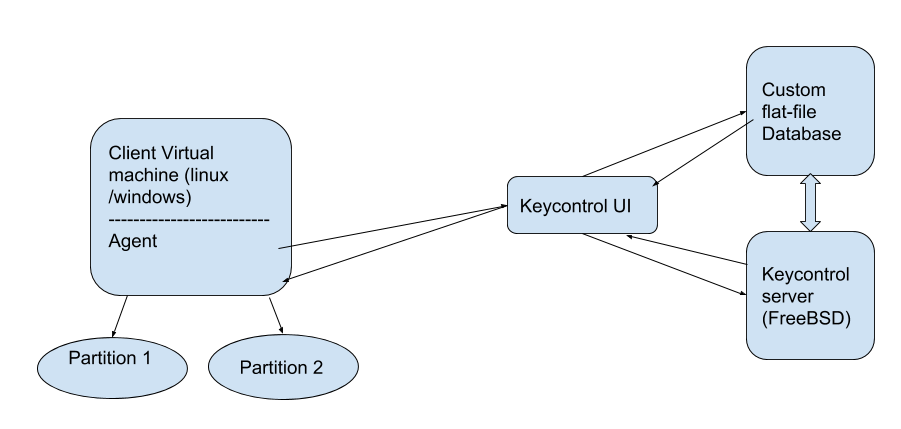 Client Virtual
machine (linux
/windows)
--------------------------
Agent
Partition 1
Partition 2
Keycontrol UI
Custom
flat-file
Database
Keycontrol
server
(FreeBSD)